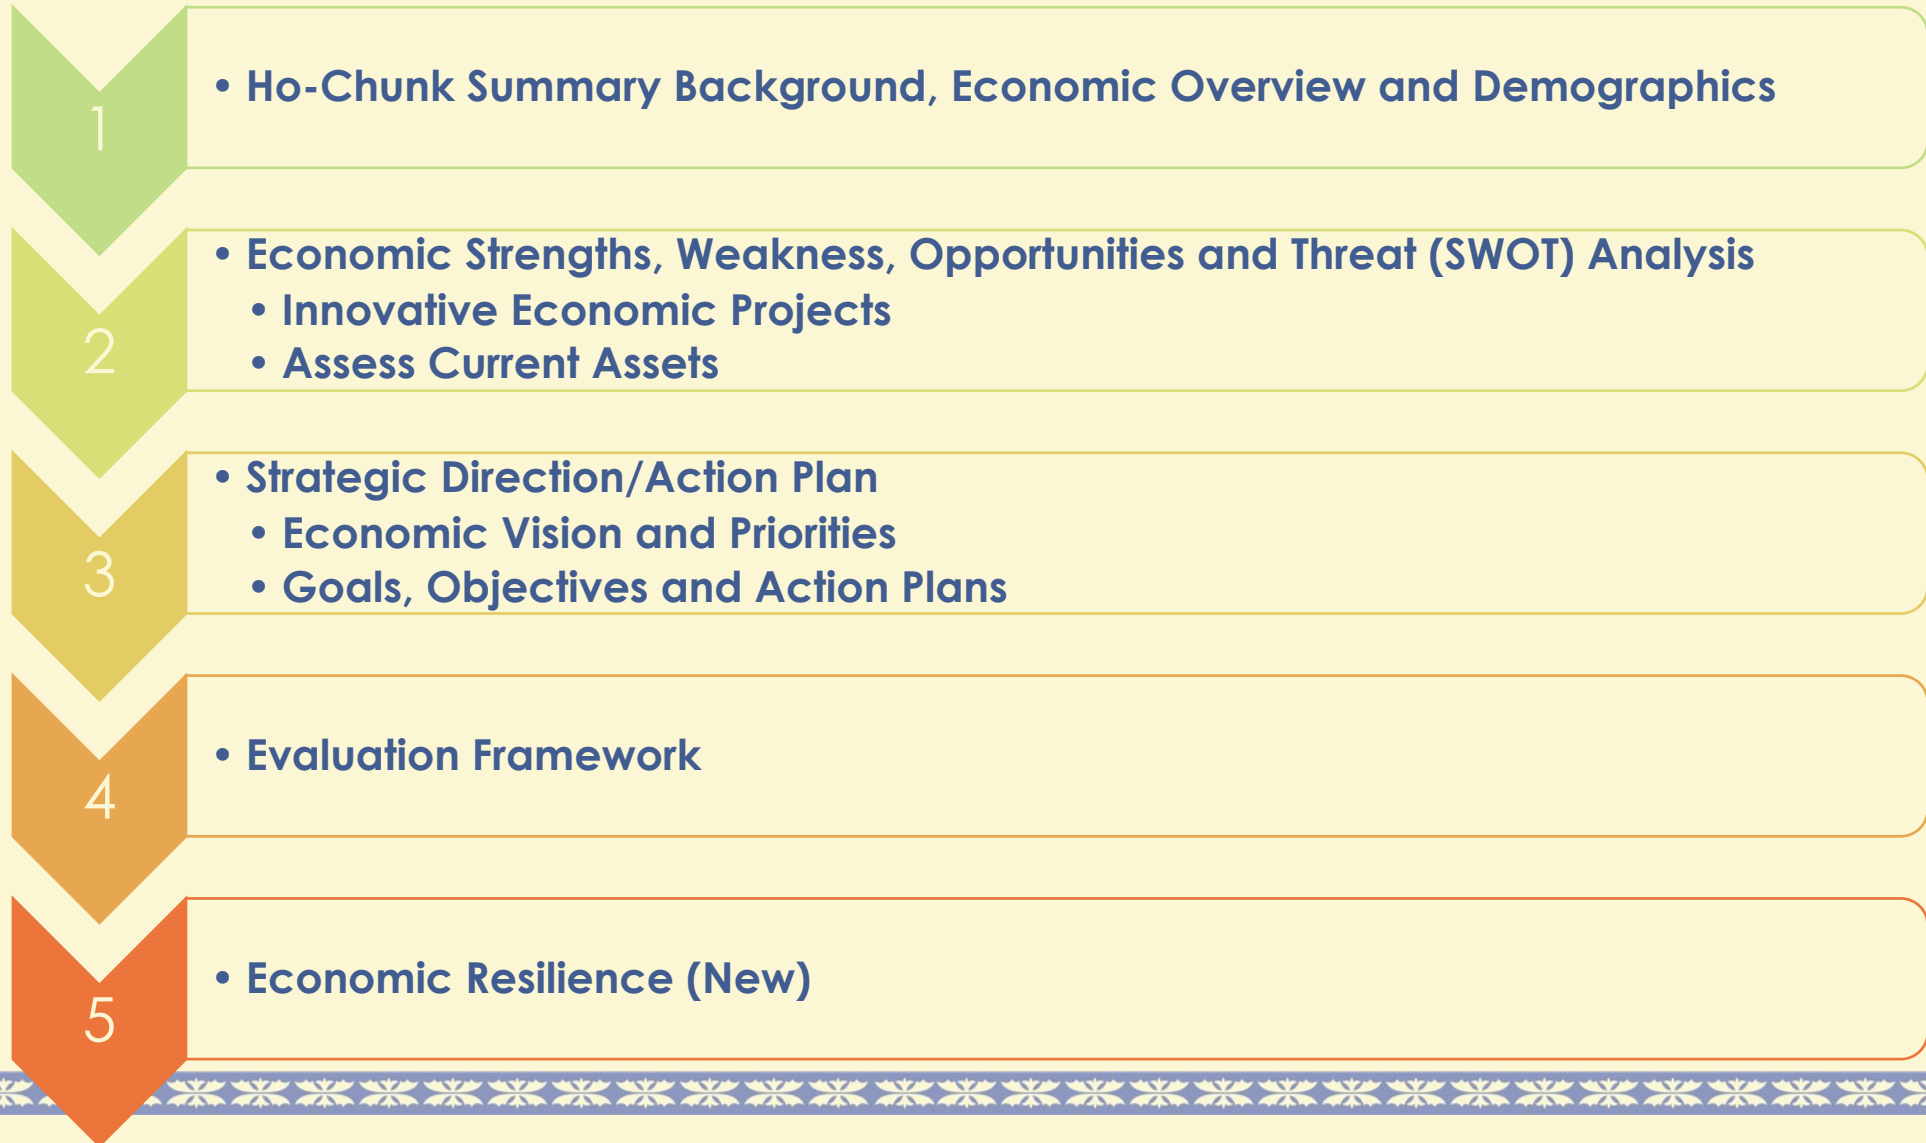 1
• Ho-Chunk Summary Background, Economic Overview and Demographics
2
• Economic Strengths, Weakness, Opportunities and Threat (SWOT) Analysis
• Innovative Economic Projects
• Assess Current Assets
3
• Strategic Direction/Action Plan
• Economic Vision and Priorities
• Goals, Objectives and Action Plans
4
• Evaluation Framework
5
• Economic Resilience (New)